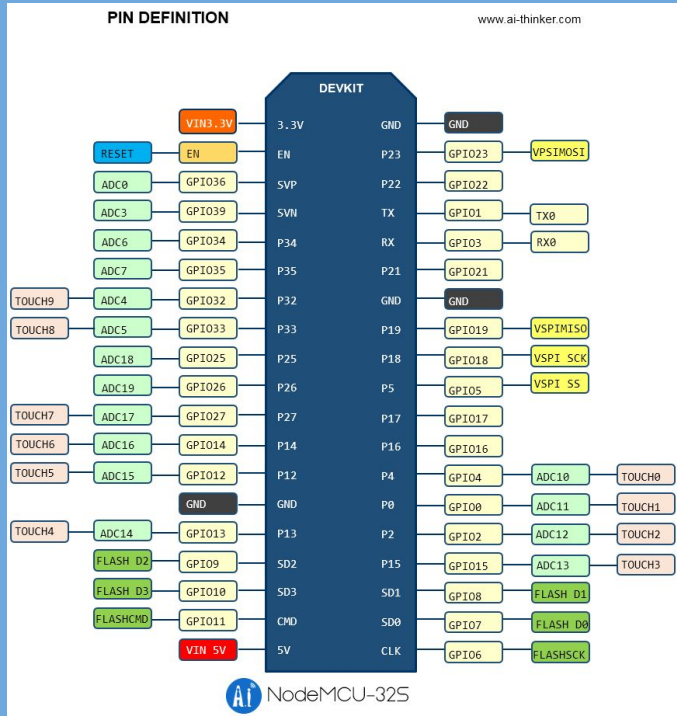 PIN DEFINITION www.ai-thinker.com
DEVKIT
VIN3.3V 3.3V GND GND
RESET EN EN P23 GPIO23 VPSIMOSI
ADC0 GPIO36 SVP P22 GPIO22
ADC3 GPIO39 SVN TX GPIO1 TX0
ADC6 GPIO34 P34 RX GPIO3 RX0
ADC7 GPIO35 P35 P21 GPIO21
TOUCH9 ADC4 GPIO32 P32 GND GND
TOUCH8 ADC5 GPIO33 P33 P19 GPIO19 VSPIMISO
ADC18 GPIO25 P25 P18 GPIO18 VSPI SCK
ADC19 GPIO26 P26 P5 GPIO5 VSPI SS
TOUCH7 ADC17 GPIO27 P27 P17 GPIO17
TOUCH6 ADC16 GPIO14 P14 P16 GPIO16
TOUCH5 ADC15 GPIO12 P12 P4 GPIO4 ADC10 TOUCH0
GND GND P0 GPIO0 ADC11 TOUCH1
TOUCH4 ADC14 GPIO13 P13 P2 GPIO2 ADC12 TOUCH2
FLASH D2 GPIO9 SD2 P15 GPIO15 ADC13 TOUCH3
FLASH D3 GPIO10 SD3 SD1 GPIO8 FLASH D1
FLASHCMD GPIO11 CMD SD0 GPIO7 FLASH D0
VIN 5V 5V CLK GPIO6 FLASHSCK
Ai NodeMCU-32S